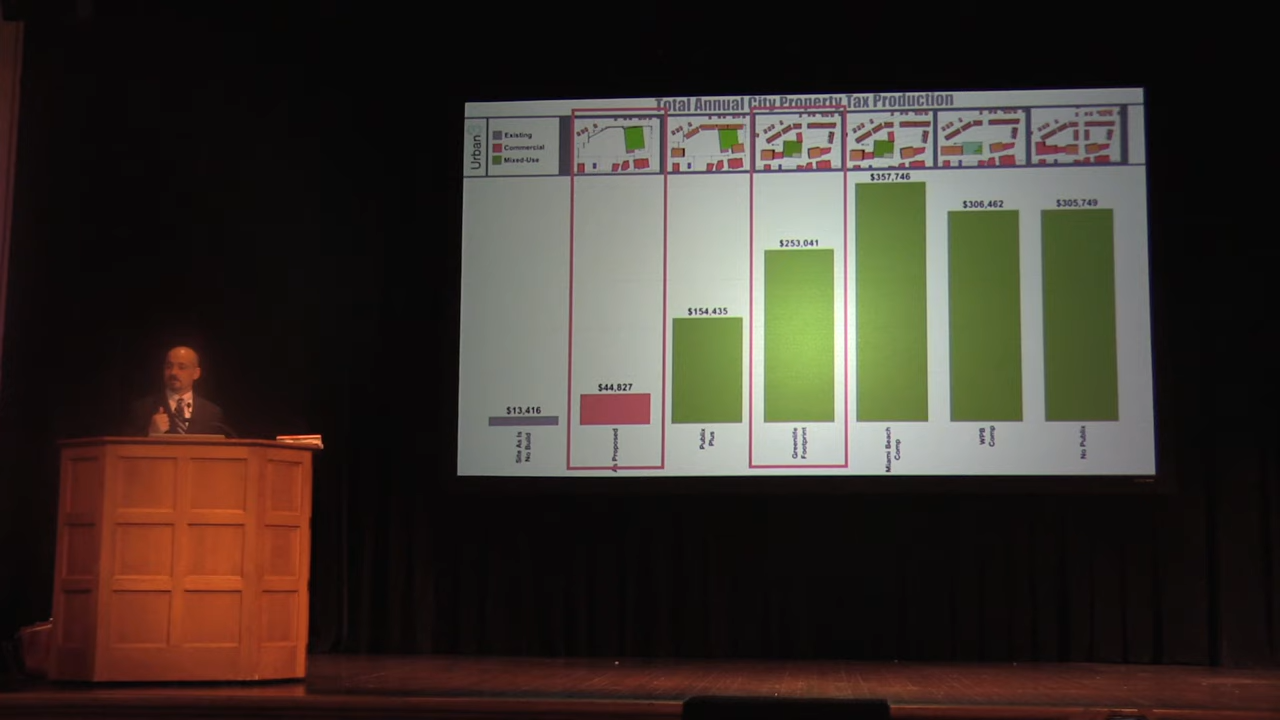 Total Annual City Property Tax Production
Urban3
Existing
Commercial
Mixed-Use
$13,416
$44,827
$154,435
$253,041
$357,746
$306,462
$305,749
Site As Is
No Build
As Proposed
Publix
Plus
Greenlife
Footprint
Miami Beach
Comp
WPB
Comp
No Publix